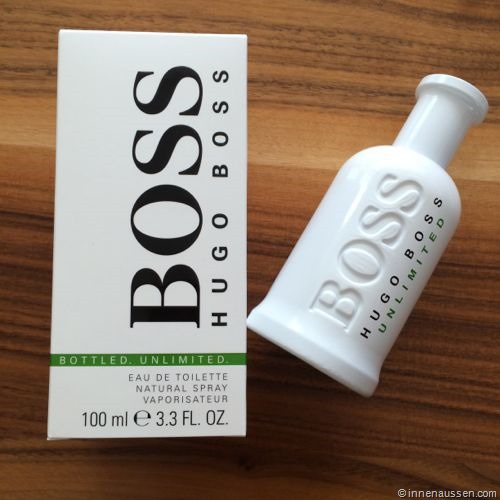 BOSS
HUGO BOSS
BOTTLED. UNLIMITED.
EAU DE TOILETTE
NATURAL SPRAY
VAPORISATEUR
100 ml ℮ 3.3 FL. OZ.
BOSS
HUGO BOSS
UNLIMITED
© innenaussen.com